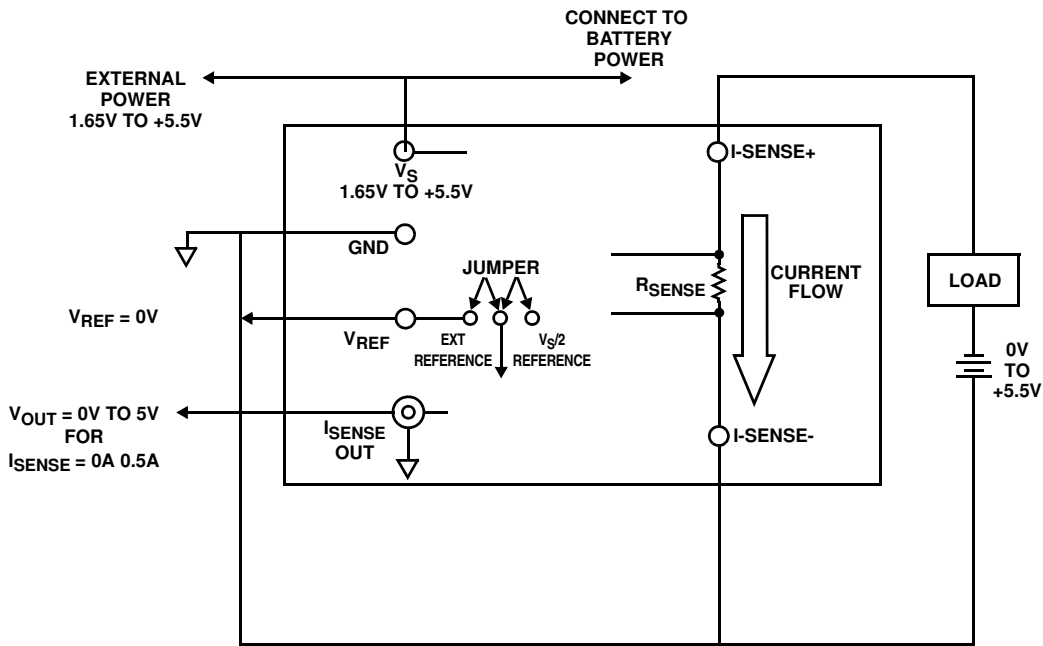 CONNECT TO
BATTERY
POWER
EXTERNAL
POWER
1.65V TO +5.5V
I-SENSE+
VS
1.65V TO +5.5V
GND
JUMPER
RSENSE
CURRENT
FLOW
LOAD
VREF = 0V
VREF
EXT
REFERENCE
VS/2
REFERENCE
0V
TO
+5.5V
VOUT = 0V TO 5V
FOR
ISENSE = 0A 0.5A
ISENSE
OUT
I-SENSE-